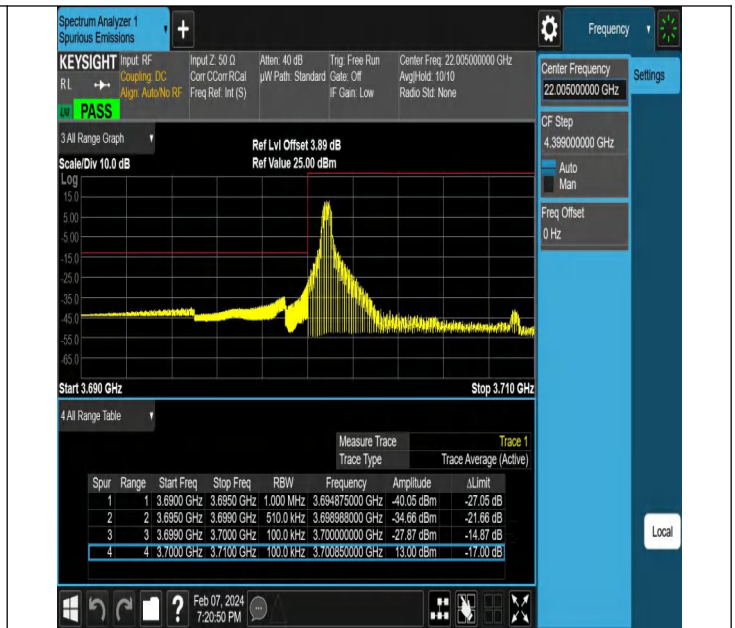 Spectrum Analyzer 1
Spurious Emissions
Frequency
KEYSIGHT
RL
PASS
Input: RF
Coupling: DC
Align: Auto/No RF
Input Z: 50 Ω
Corr CCorr RCal
Freq Ref: Int (S)
Atten: 40 dB
µW Path: Standard
Trig: Free Run
Gate: Off
IF Gain: Low
Center Freq: 22.005000000 GHz
Avg|Hold: 10/10
Radio Std: None
Center Frequency
22.005000000 GHz
Settings
CF Step
4.399000000 GHz
Auto
Man
Freq Offset
0 Hz
3 All Range Graph
Scale/Div 10.0 dB
Ref Lvl Offset 3.89 dB
Ref Value 25.00 dBm
Log
15.0
5.00
-5.00
-15.0
-25.0
-35.0
-45.0
-55.0
-65.0
Start 3.690 GHz
Stop 3.710 GHz
4 All Range Table
Measure Trace Trace 1
Trace Type Trace Average (Active)
Spur Range Start Freq Stop Freq RBW Frequency Amplitude ΔLimit
1 1 3.6900 GHz 3.6950 GHz 1.000 MHz 3.694875000 GHz -40.05 dBm -27.05 dB
2 2 3.6950 GHz 3.6990 GHz 510.0 kHz 3.698988000 GHz -34.66 dBm -21.66 dB
3 3 3.6990 GHz 3.7000 GHz 100.0 kHz 3.700000000 GHz -27.87 dBm -14.87 dB
4 4 3.7000 GHz 3.7100 GHz 100.0 kHz 3.700850000 GHz 13.00 dBm -17.00 dB
Local
Feb 07, 2024
7:20:50 PM